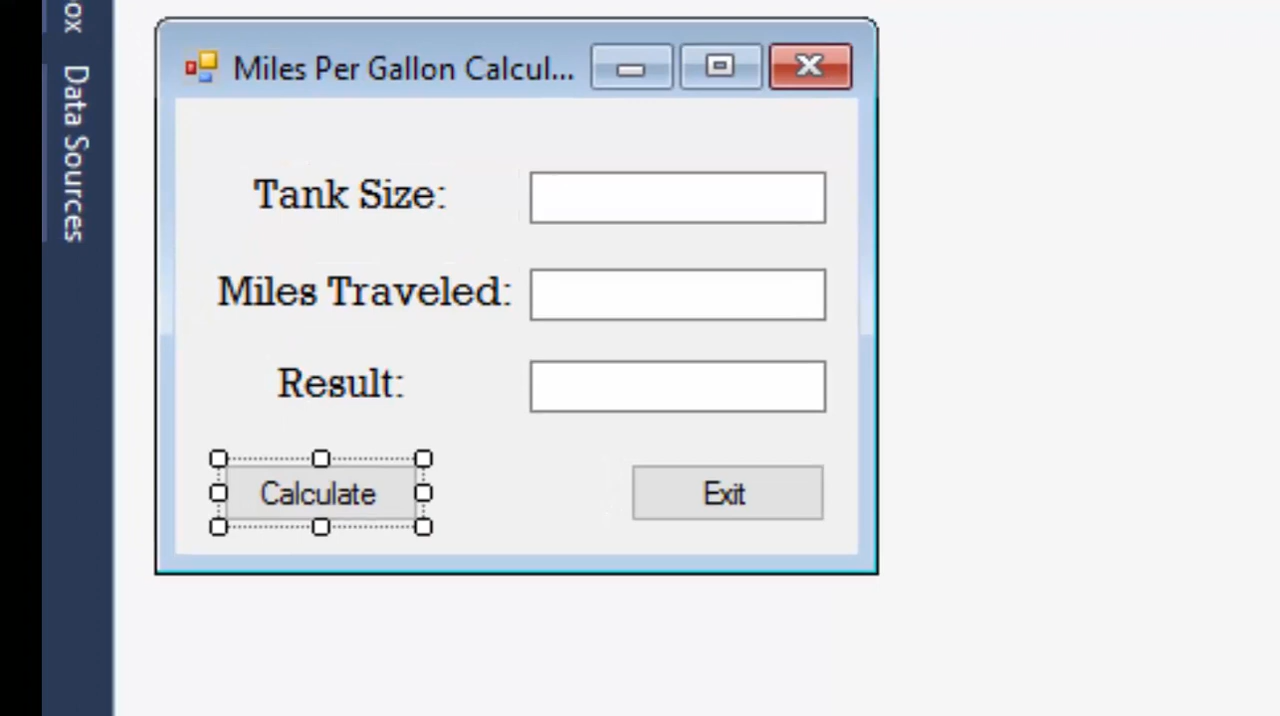 ox
Data Sources
Miles Per Gallon Calcul...
Tank Size:
Miles Traveled:
Result:
Calculate
Exit